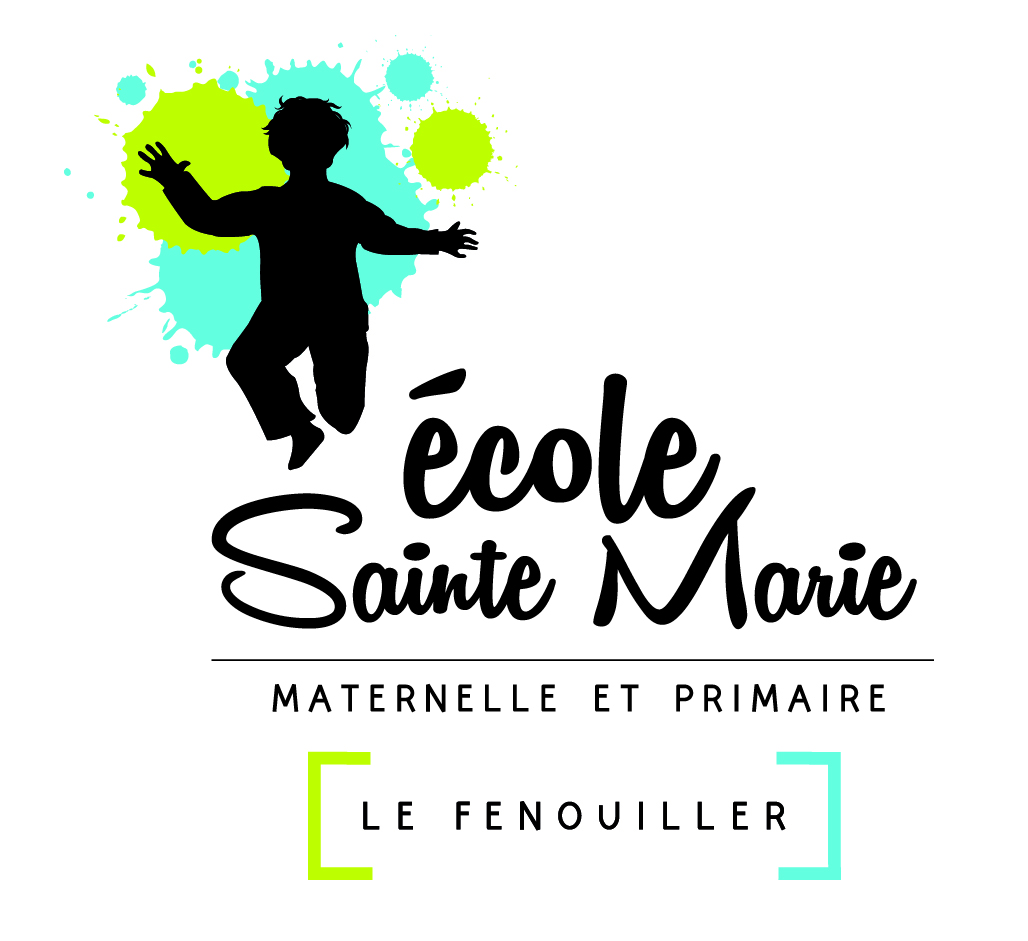 école
Sainte Marie
MATERNELLE ET PRIMAIRE
LE FENOUILLER